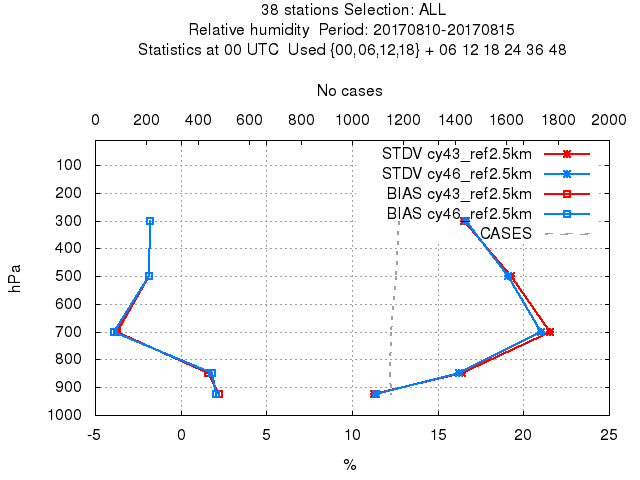 38 stations Selection: ALL
Relative humidity  Period: 20170810-20170815
Statistics at 00 UTC  Used {00,06,12,18} + 06 12 18 24 36 48
No cases
0 200 400 600 800 1000 1200 1400 1600 1800 2000
STDV cy43_ref2.5km
STDV cy46_ref2.5km
BIAS cy43_ref2.5km
BIAS cy46_ref2.5km
CASES
hPa
100
200
300
400
500
600
700
800
900
1000
-5 0 5 10 15 20 25
%